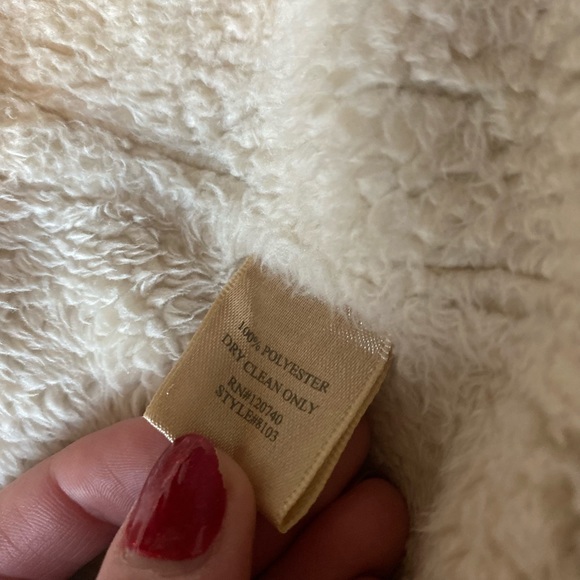 100% POLYESTER
DRY CLEAN ONLY
RN#120740
STYLE#8103